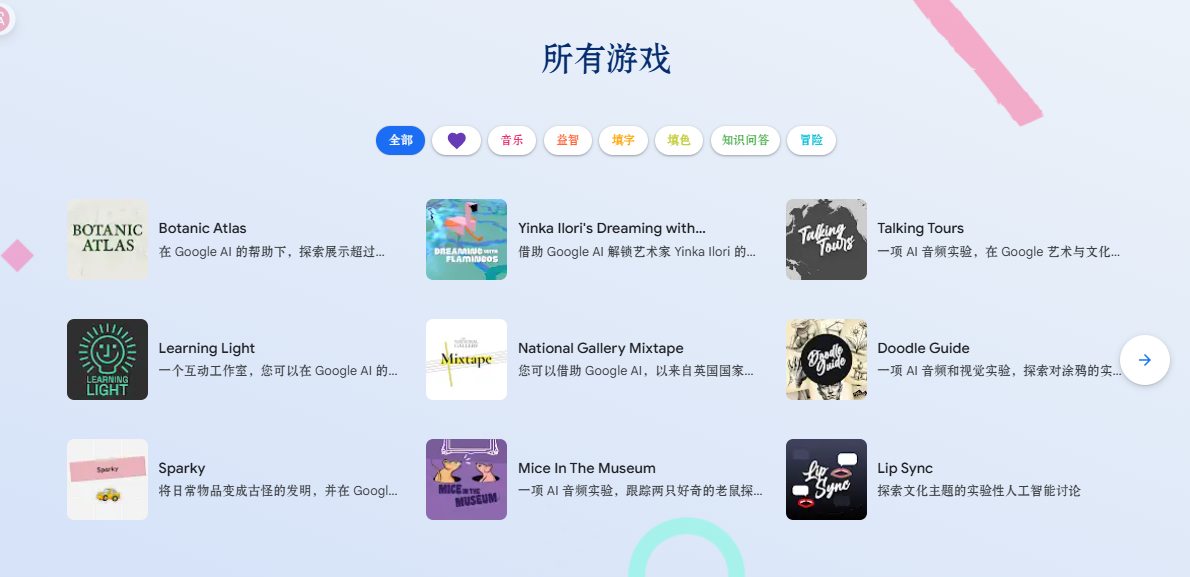 所有游戏
全部
音乐
益智
填字
填色
知识问答
冒险
BOTANIC
ATLAS
Botanic Atlas
在 Google AI 的帮助下，探索展示超过...
DREAMING WITH
FLAMINGOS
Yinka Ilori's Dreaming with...
借助 Google AI 解锁艺术家 Yinka Ilori 的...
Talking
Tours
Talking Tours
一项 AI 音频实验，在 Google 艺术与文化...
LEARNING
LIGHT
Learning Light
一个互动工作室，您可以在 Google AI 的...
Mixtape
National Gallery Mixtape
您可以借助 Google AI，以来自英国国家...
Doodle
Guide
Doodle Guide
一项 AI 音频和视觉实验，探索对涂鸦的实...
Sparky
Sparky
将日常物品变成古怪的发明，并在 Googl...
MICE IN THE
MUSEUM
Mice In The Museum
一项 AI 音频实验，跟踪两只好奇的老鼠探...
Lip
Sync
Lip Sync
探索文化主题的实验性人工智能讨论